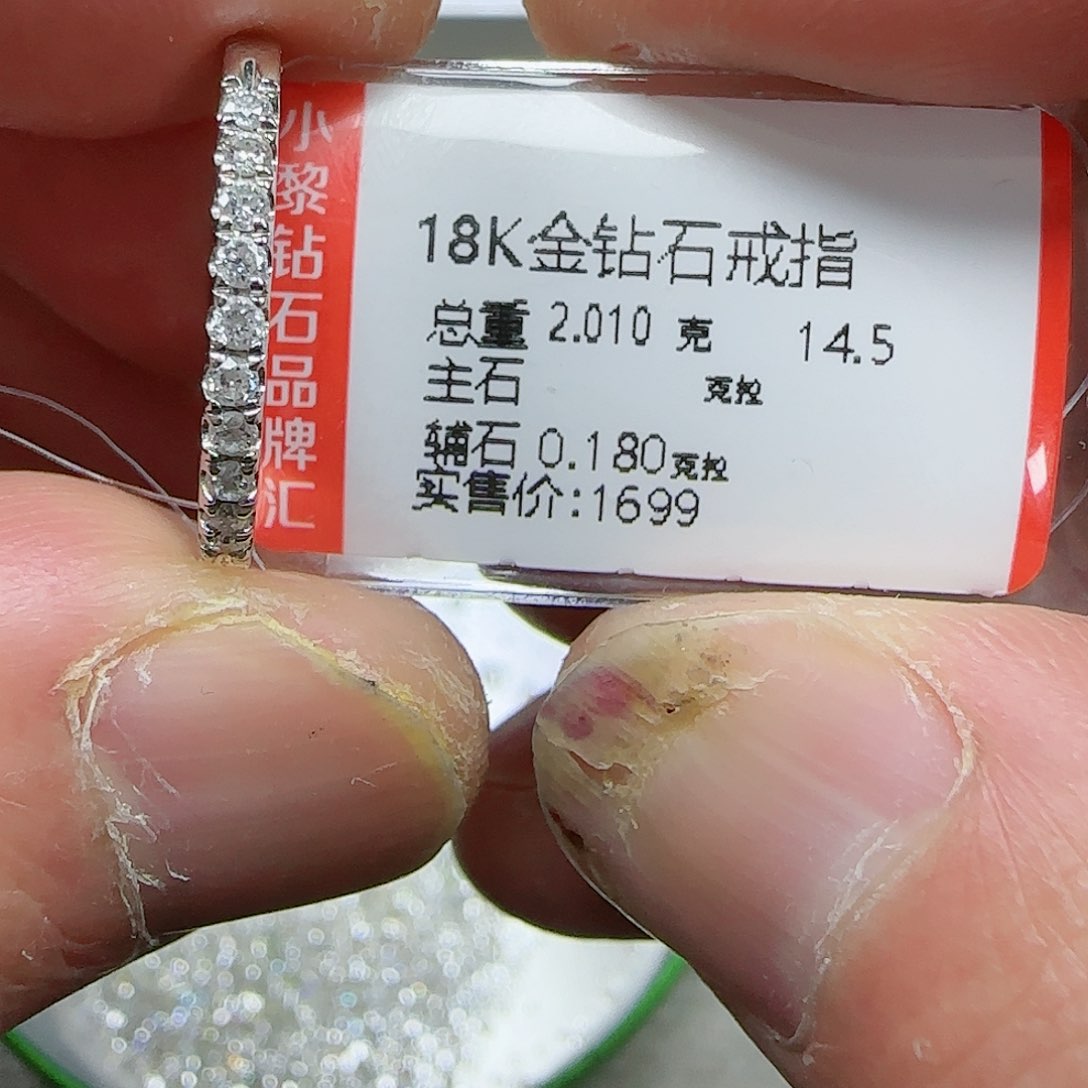 小黎钻石品牌汇
18K金钻石戒指
总重 2.010 克 14.5
主石 克拉
辅石 0.180克拉
实售价:1699